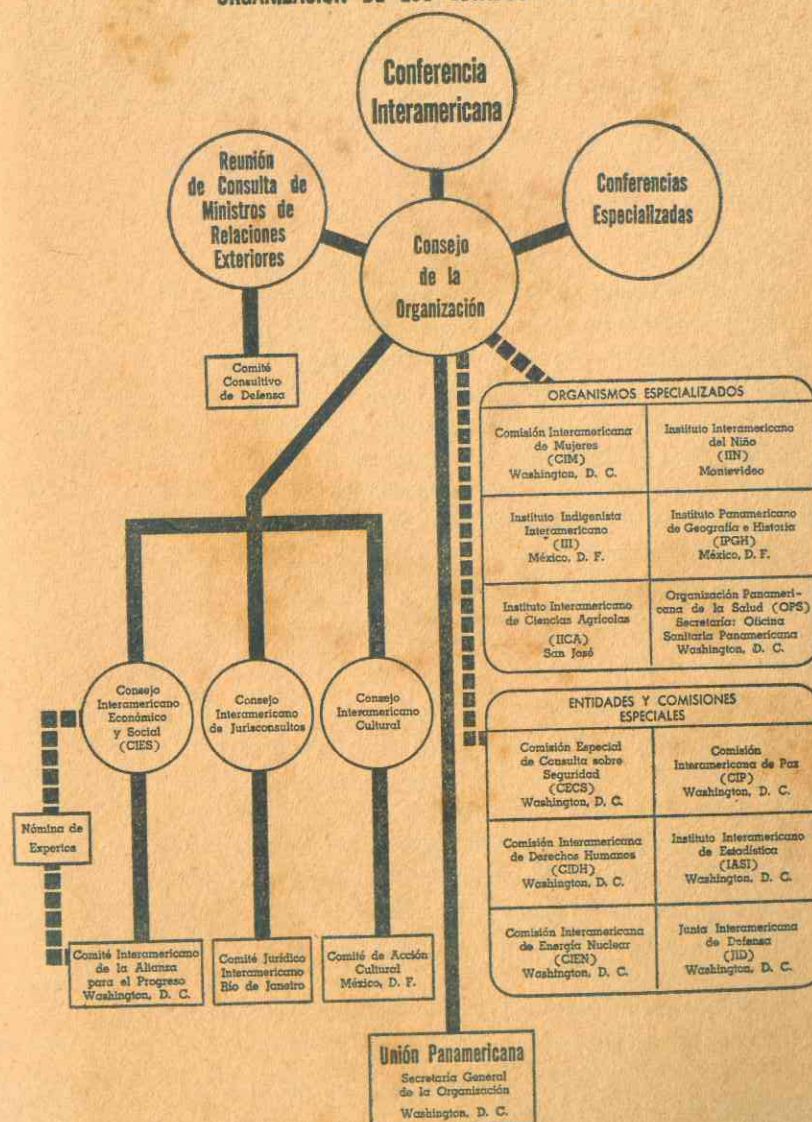 ORGANIZACIÓN DE LOS
Conferencia
Interamericana
Reunión
de Consulta de
Ministros de
Relaciones
Exteriores
Conferencias
Especializadas
Consejo
de la
Organización
Comité
Consultivo
de Defensa
ORGANISMOS ESPECIALIZADOS
Comisión Interamericana
de Mujeres
(CIM)
Washington, D. C.
Instituto Interamericano
del Niño
(IIN)
Montevideo
Instituto Indigenista
Interamericano
(III)
México, D. F.
Instituto Panamericano
de Geografía e Historia
(IPGH)
México, D. F.
Instituto Interamericano
de Ciencias Agrícolas
(IICA)
San José
Organización Panameri-
cana de la Salud (OPS)
Secretaría: Oficina
Sanitaria Panamericana
Washington, D. C.
Consejo
Interamericano
Económico
y Social
(CIES)
Consejo
Interamericano
de Jurisconsultos
Consejo
Interamericano
Cultural
ENTIDADES Y COMISIONES
ESPECIALES
Comisión Especial
de Consulta sobre
Seguridad
(CECS)
Washington, D. C.
Comisión
Interamericana de Paz
(CIP)
Washington, D. C.
Comisión Interamericana
de Derechos Humanos
(CIDH)
Washington, D. C.
Instituto Interamericano
de Estadística
(IASI)
Washington, D. C.
Comisión Interamericana
de Energía Nuclear
(CIEN)
Washington, D. C.
Junta Interamericana
de Defensa
(JID)
Washington, D. C.
Nómina de
Expertos
Comité Interamericano
de la Alianza
para el Progreso
Washington, D. C.
Comité Jurídico
Interamericano
Río de Janeiro
Comité de Acción
Cultural
México, D. F.
Unión Panamericana
Secretaría General
de la Organización
Washington, D. C.